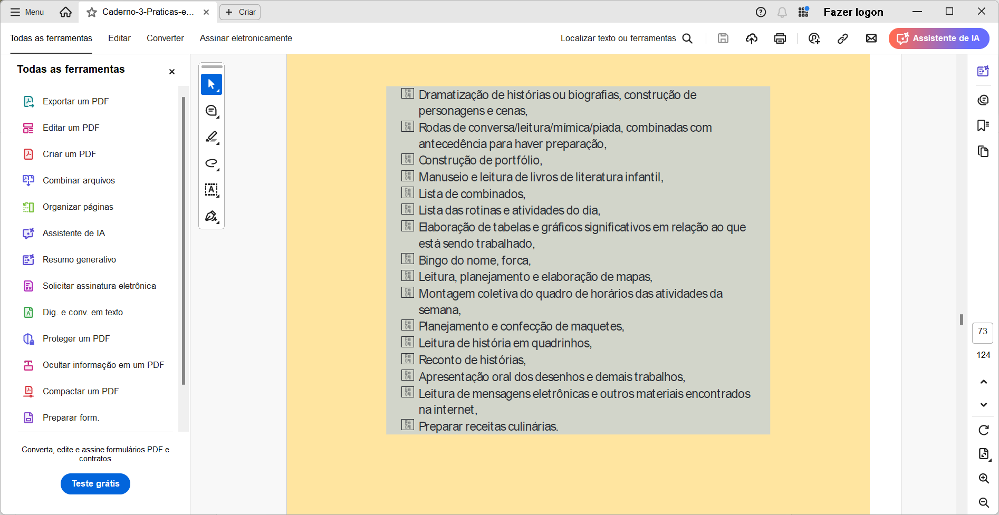 Menu
Caderno-3-Praticas-e...
Criar
Fazer logon
Todas as ferramentas
Editar
Converter
Assinar eletronicamente
Localizar texto ou ferramentas
Assistente de IA
Todas as ferramentas
Exportar um PDF
Editar um PDF
Criar um PDF
Combinar arquivos
Organizar páginas
Assistente de IA
Resumo generativo
Solicitar assinatura eletrônica
Dig. e conv. em texto
Proteger um PDF
Ocultar informação em um PDF
Compactar um PDF
Preparar form.
Converta, edite e assine formulários PDF e
contratos
Teste grátis
Dramatização de histórias ou biografias, construção de
personagens e cenas,
Rodas de conversa/leitura/mímica/piada, combinadas com
antecedência para haver preparação,
Construção de portfólio,
Manuseio e leitura de livros de literatura infantil,
Lista de combinados,
Lista das rotinas e atividades do dia,
Elaboração de tabelas e gráficos significativos em relação ao que
está sendo trabalhado,
Bingo do nome, forca,
Leitura, planejamento e elaboração de mapas,
Montagem coletiva do quadro de horários das atividades da
semana,
Planejamento e confecção de maquetes,
Leitura de história em quadrinhos,
Reconto de histórias,
Apresentação oral dos desenhos e demais trabalhos,
Leitura de mensagens eletrônicas e outros materiais encontrados
na internet,
Preparar receitas culinárias.
73
124